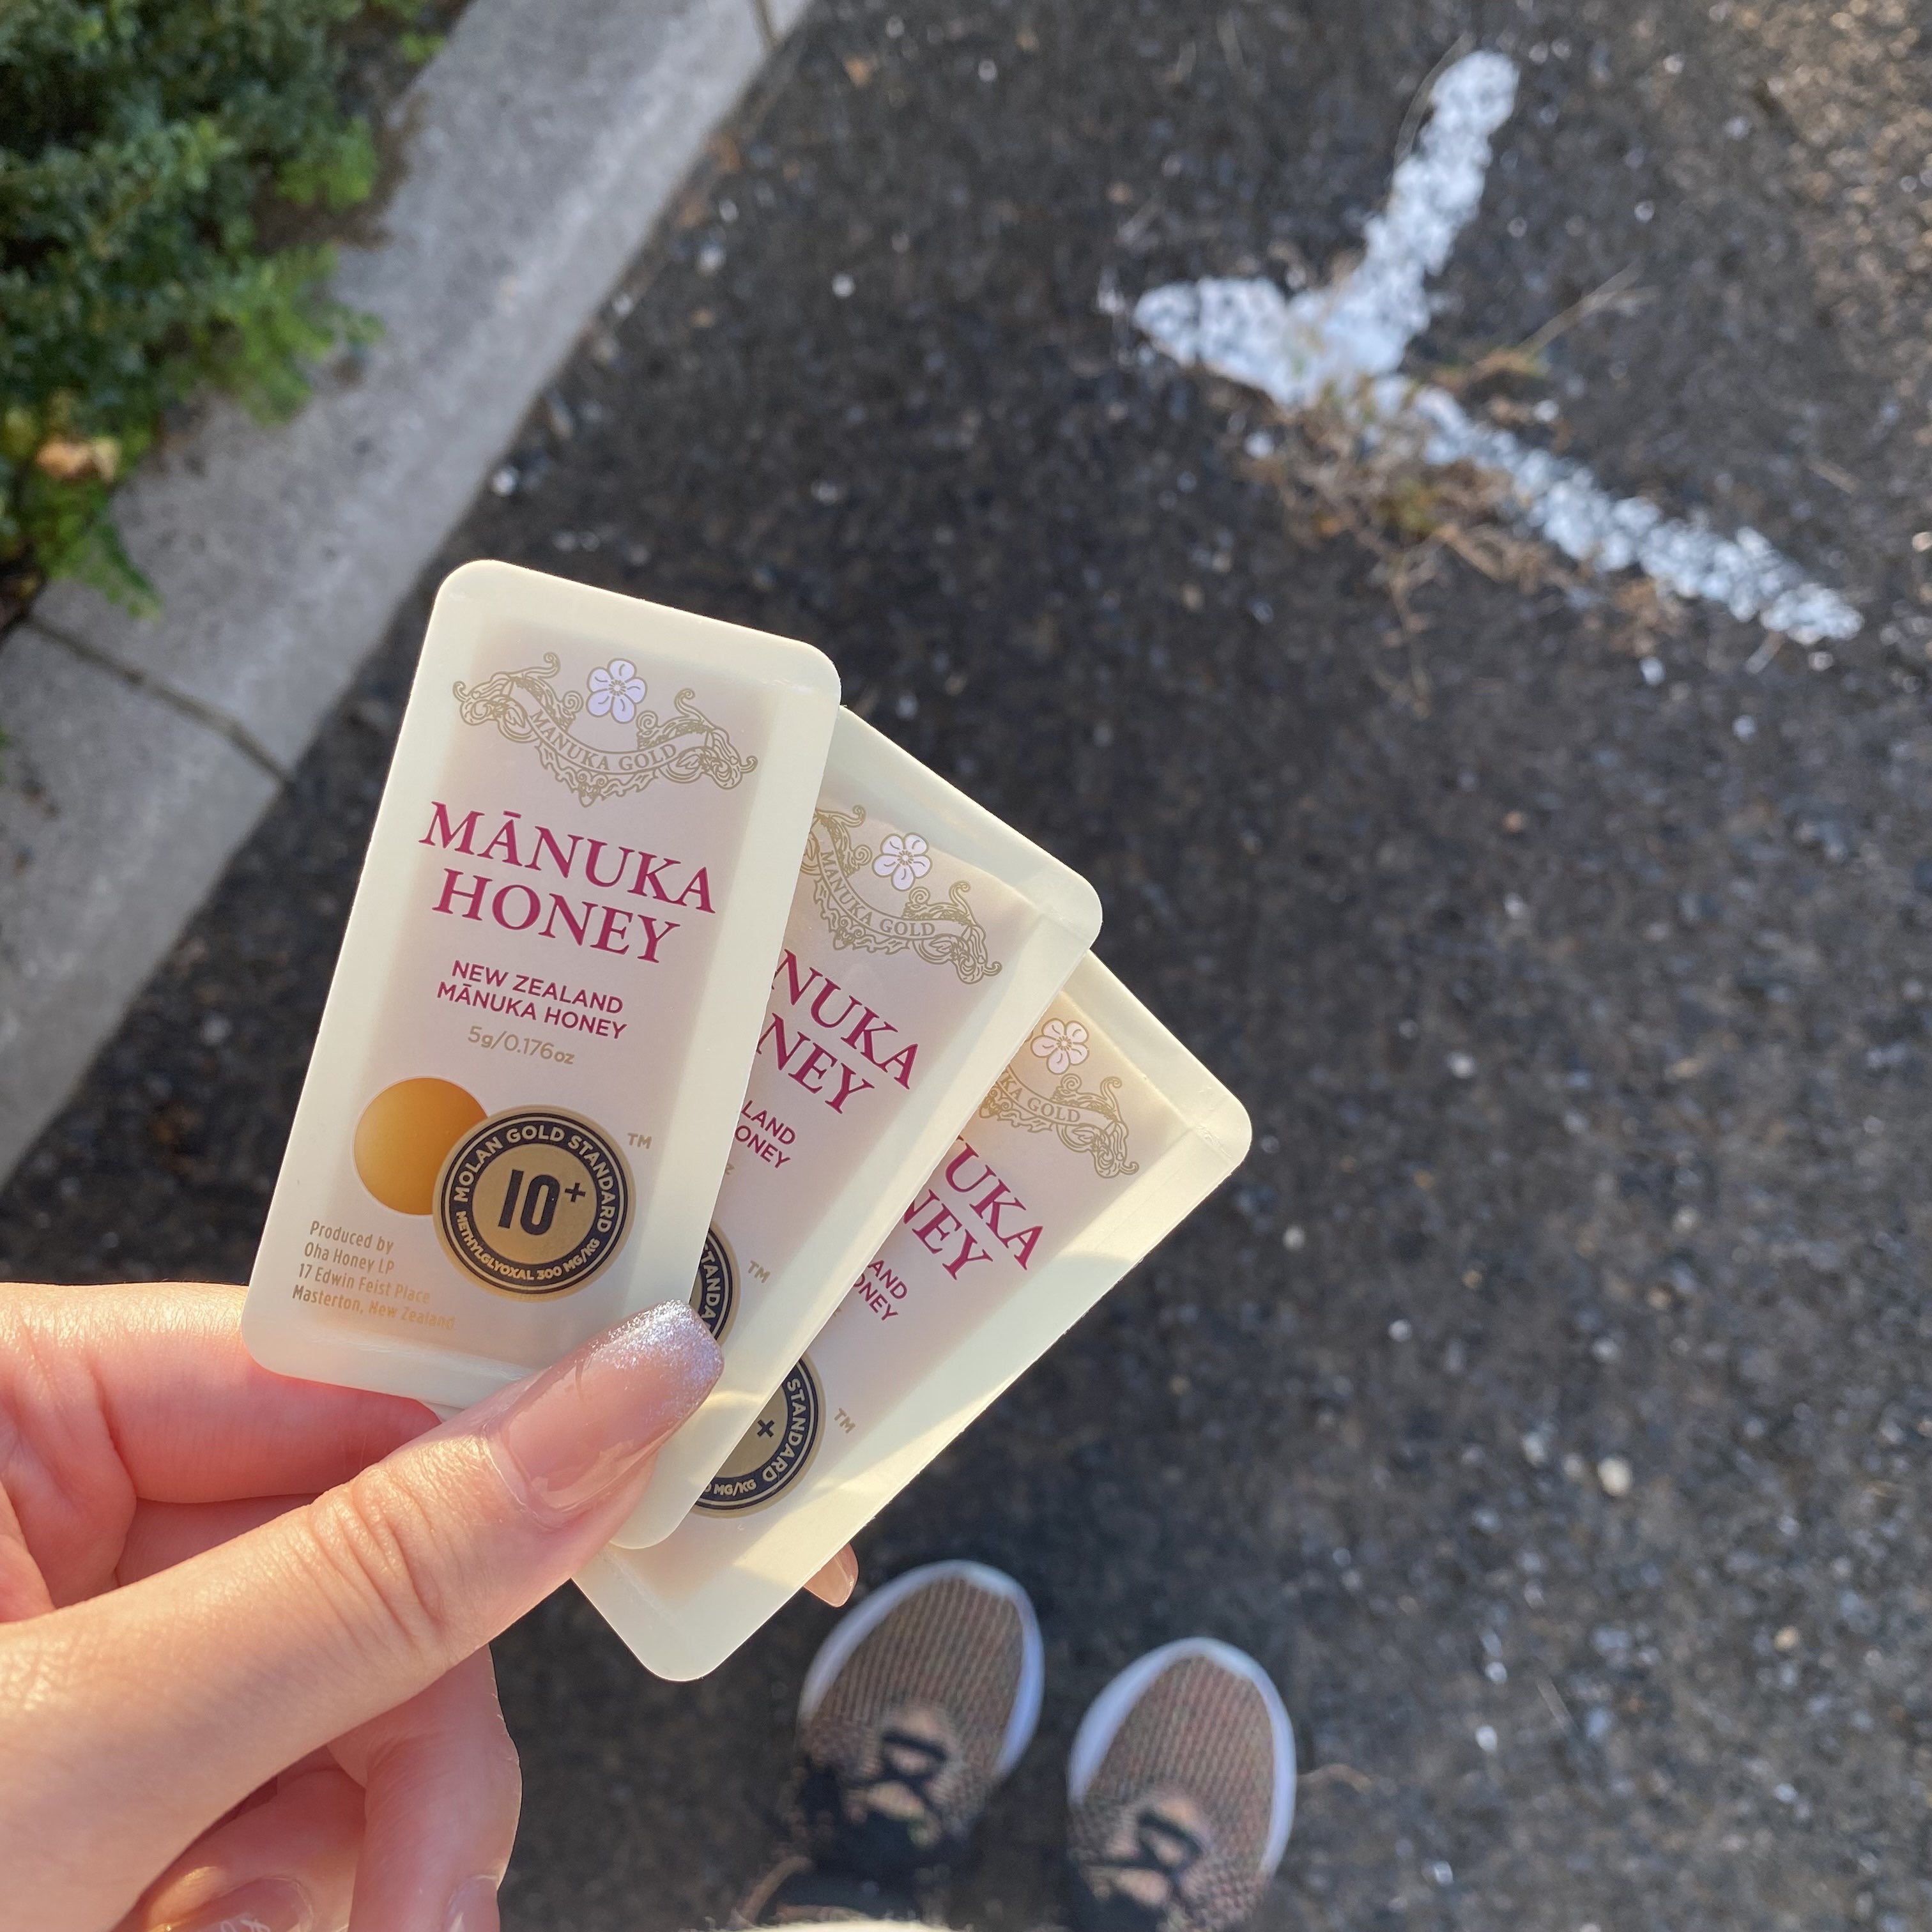 MANUKA GOLD
MĀNUKA
HONEY
NEW ZEALAND
MĀNUKA HONEY
5g/0.176oz
MOLAN GOLD STANDARD
TM
10+
METHYLGLYOXAL 300 MG/KG
Produced by
Oha Honey LP
17 Edwin Feist Place
Masterton, New Zealand
MANUKA GOLD
NUKA
NEY
LAND
ONEY
TM
STANDA
KA GOLD
UKA
NEY
AND
ONEY
TM
STANDARD
+
MG/KG